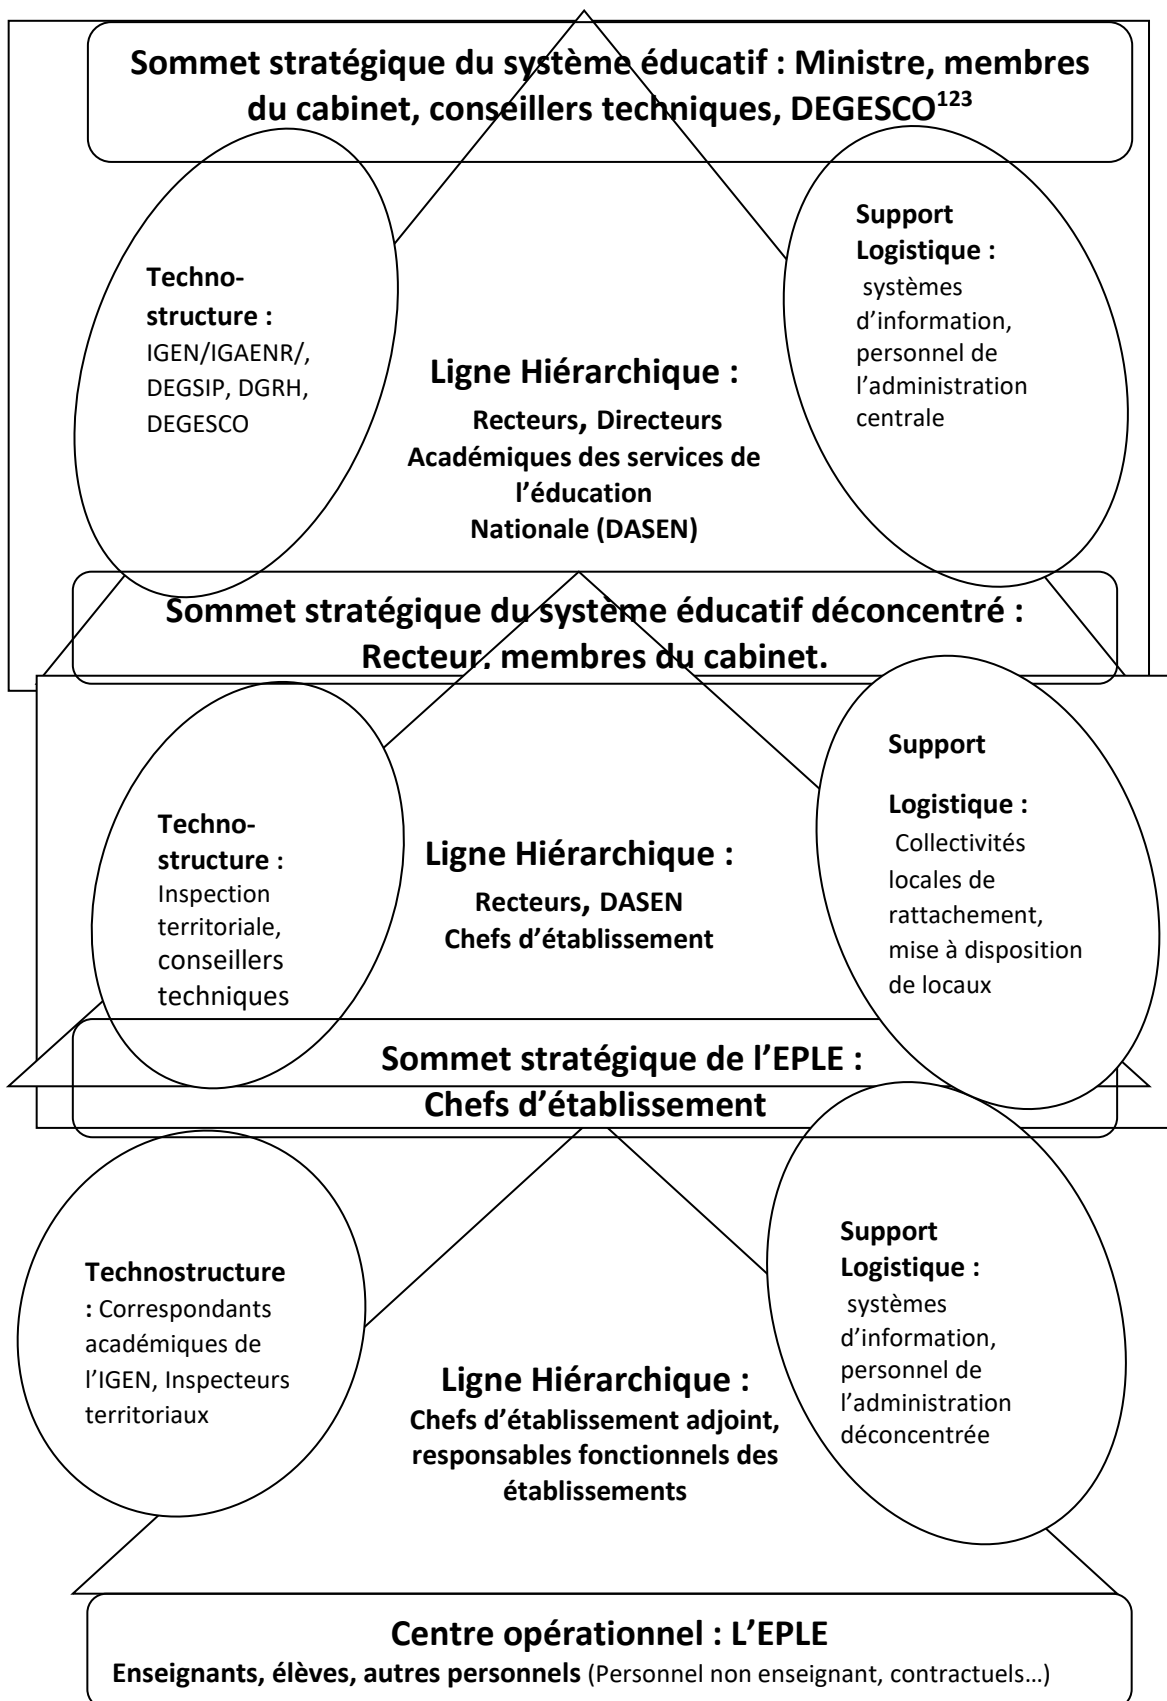 Sommet stratégique du système éducatif : Ministre, membres
du cabinet, conseillers techniques, DEGESCO¹²³
Techno-
structure :
IGEN/IGAENR/,
DEGSIP, DGRH,
DEGESCO
Ligne Hiérarchique :
Recteurs, Directeurs
Académiques des services de
l’éducation
Nationale (DASEN)
Support
Logistique :
systèmes
d’information,
personnel de
l’administration
centrale
Sommet stratégique du système éducatif déconcentré :
Recteur, membres du cabinet.
Techno-
structure :
Inspection
territoriale,
conseillers
techniques
Ligne Hiérarchique :
Recteurs, DASEN
Chefs d’établissement
Support
Logistique :
Collectivités
locales de
rattachement,
mise à disposition
de locaux
Sommet stratégique de l’EPLE :
Chefs d’établissement
Technostructure
: Correspondants
académiques de
l’IGEN, Inspecteurs
territoriaux
Ligne Hiérarchique :
Chefs d’établissement adjoint,
responsables fonctionnels des
établissements
Support
Logistique :
systèmes
d’information,
personnel de
l’administration
déconcentrée
Centre opérationnel : L’EPLE
Enseignants, élèves, autres personnels (Personnel non enseignant, contractuels…)